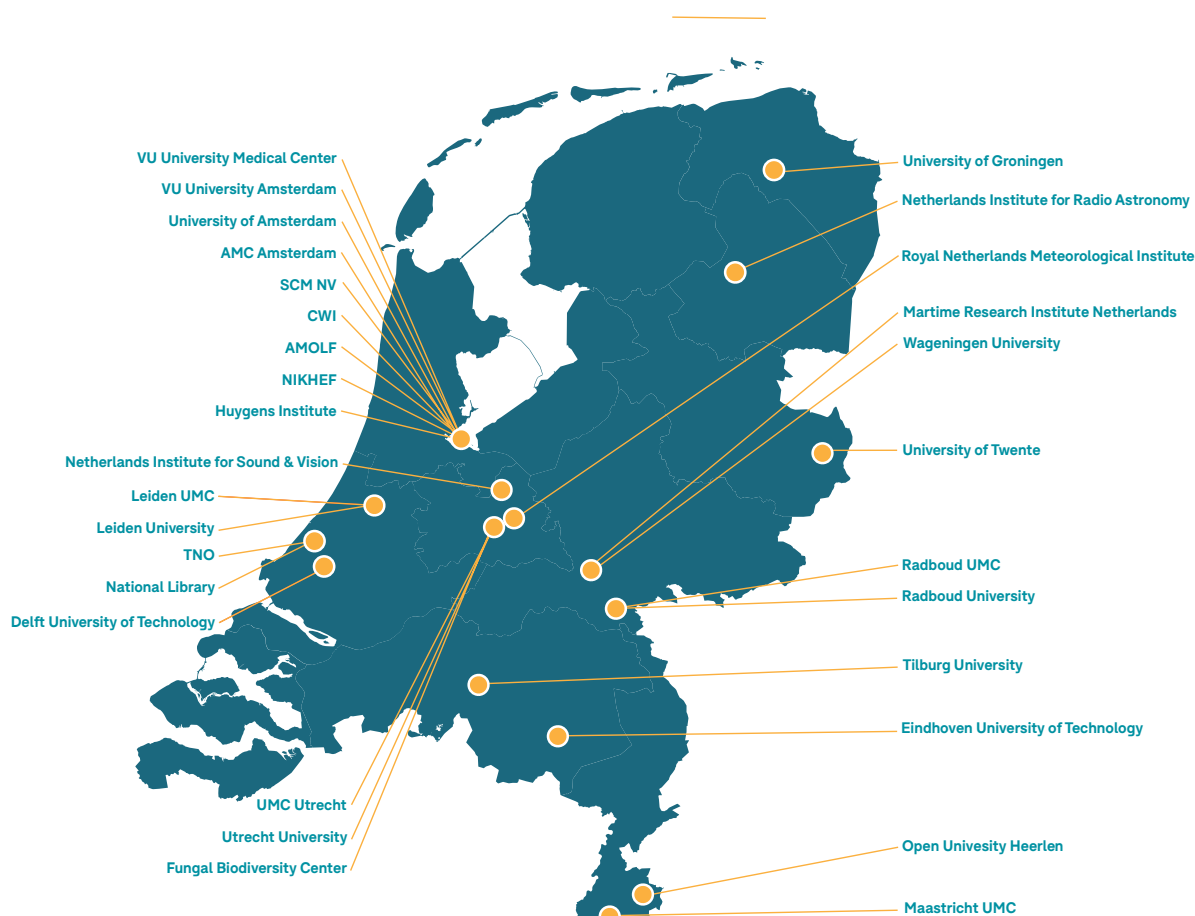 VU University Medical Center
VU University Amsterdam
University of Amsterdam
AMC Amsterdam
SCM NV
CWI
AMOLF
NIKHEF
Huygens Institute
Netherlands Institute for Sound & Vision
Leiden UMC
Leiden University
TNO
National Library
Delft University of Technology
UMC Utrecht
Utrecht University
Fungal Biodiversity Center
University of Groningen
Netherlands Institute for Radio Astronomy
Royal Netherlands Meteorological Institute
Martime Research Institute Netherlands
Wageningen University
University of Twente
Radboud UMC
Radboud University
Tilburg University
Eindhoven University of Technology
Open Univesity Heerlen
Maastricht UMC